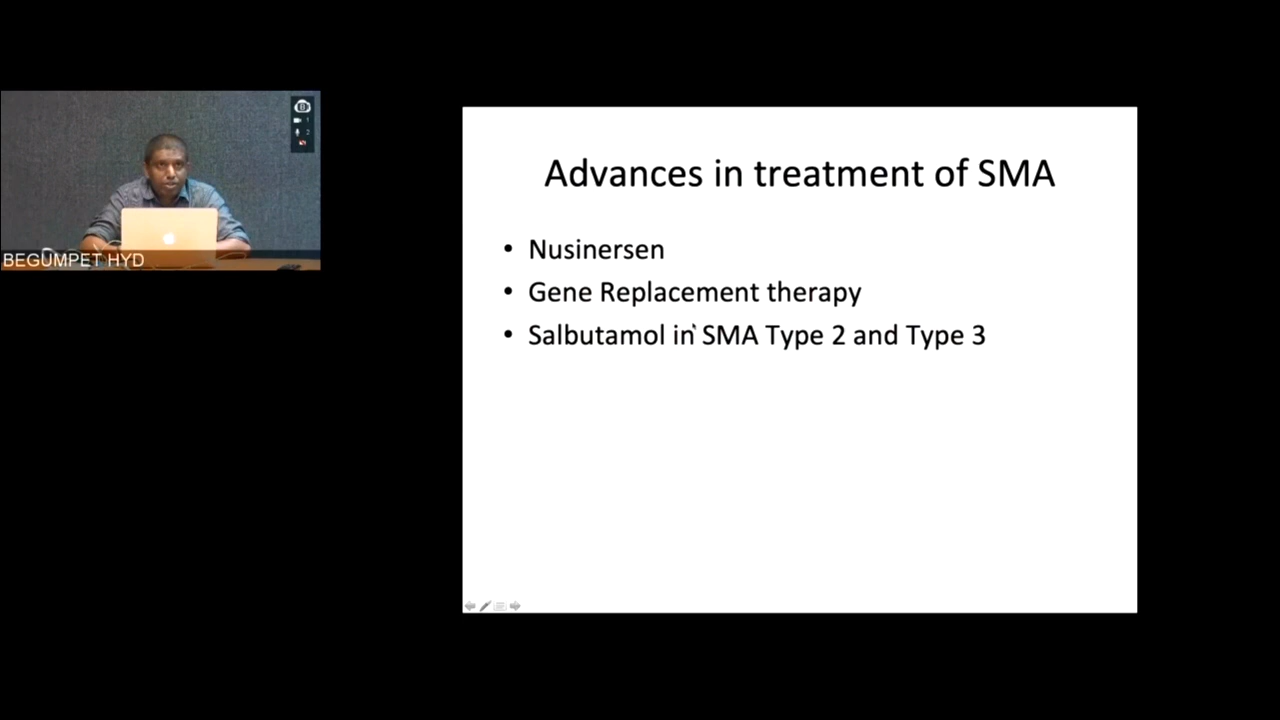 BEGUMPET HYD
Advances in treatment of SMA
• Nusinersen
• Gene Replacement therapy
• Salbutamol in SMA Type 2 and Type 3